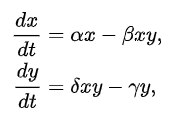 dx/dt = αx − βxy,
dy/dt = δxy − γy,